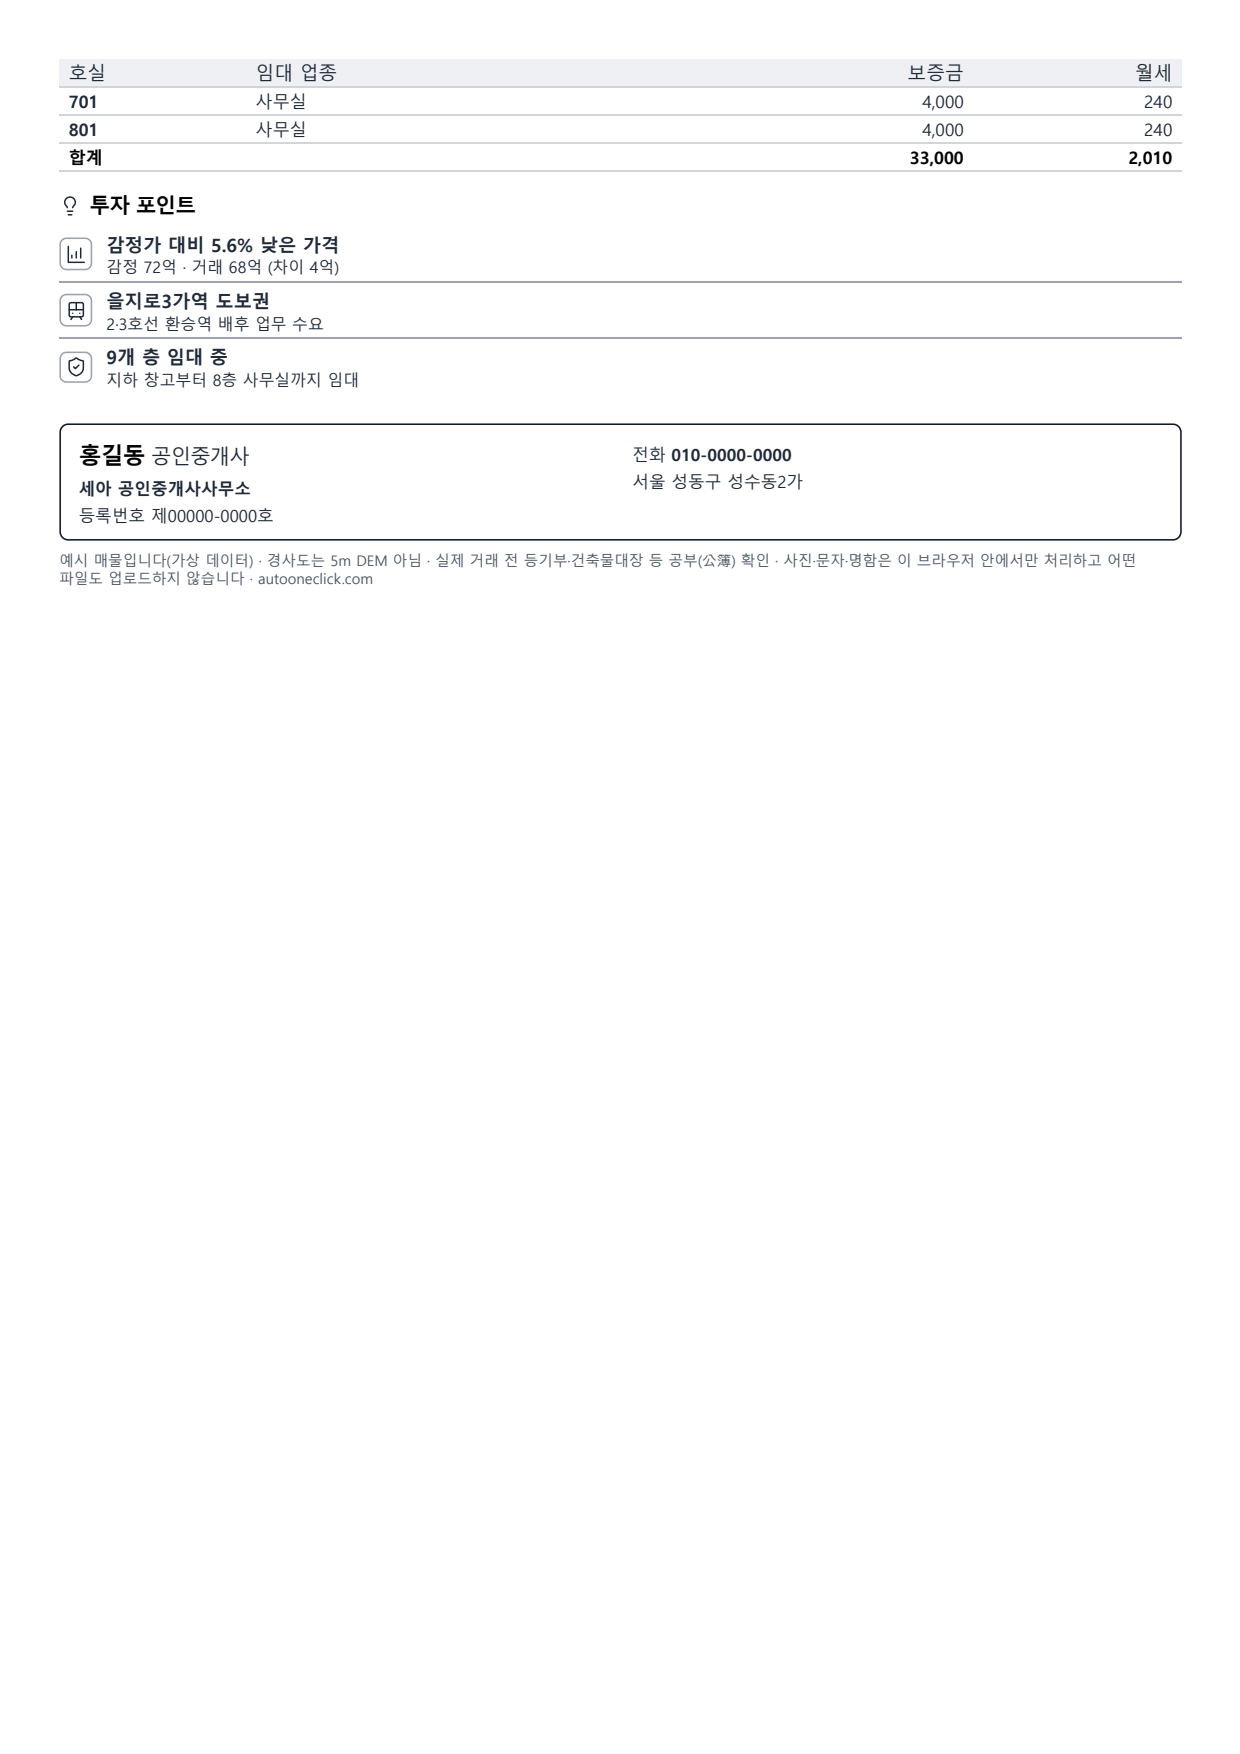 호실 임대 업종 보증금 월세
701 사무실 4,000 240
801 사무실 4,000 240
합계 33,000 2,010
투자 포인트
감정가 대비 5.6% 낮은 가격
감정 72억 · 거래 68억 (차이 4억)
을지로3가역 도보권
2·3호선 환승역 배후 업무 수요
9개 층 임대 중
지하 창고부터 8층 사무실까지 임대
홍길동 공인중개사
세아 공인중개사사무소
등록번호 제00000-0000호
전화 010-0000-0000
서울 성동구 성수동2가
예시 매물입니다(가상 데이터) · 경사도는 5m DEM 아님 · 실제 거래 전 등기부·건축물대장 등 공부(公簿) 확인 · 사진·문자·명함은 이 브라우저 안에서만 처리하고 어떤
파일도 업로드하지 않습니다 · autooneclick.com